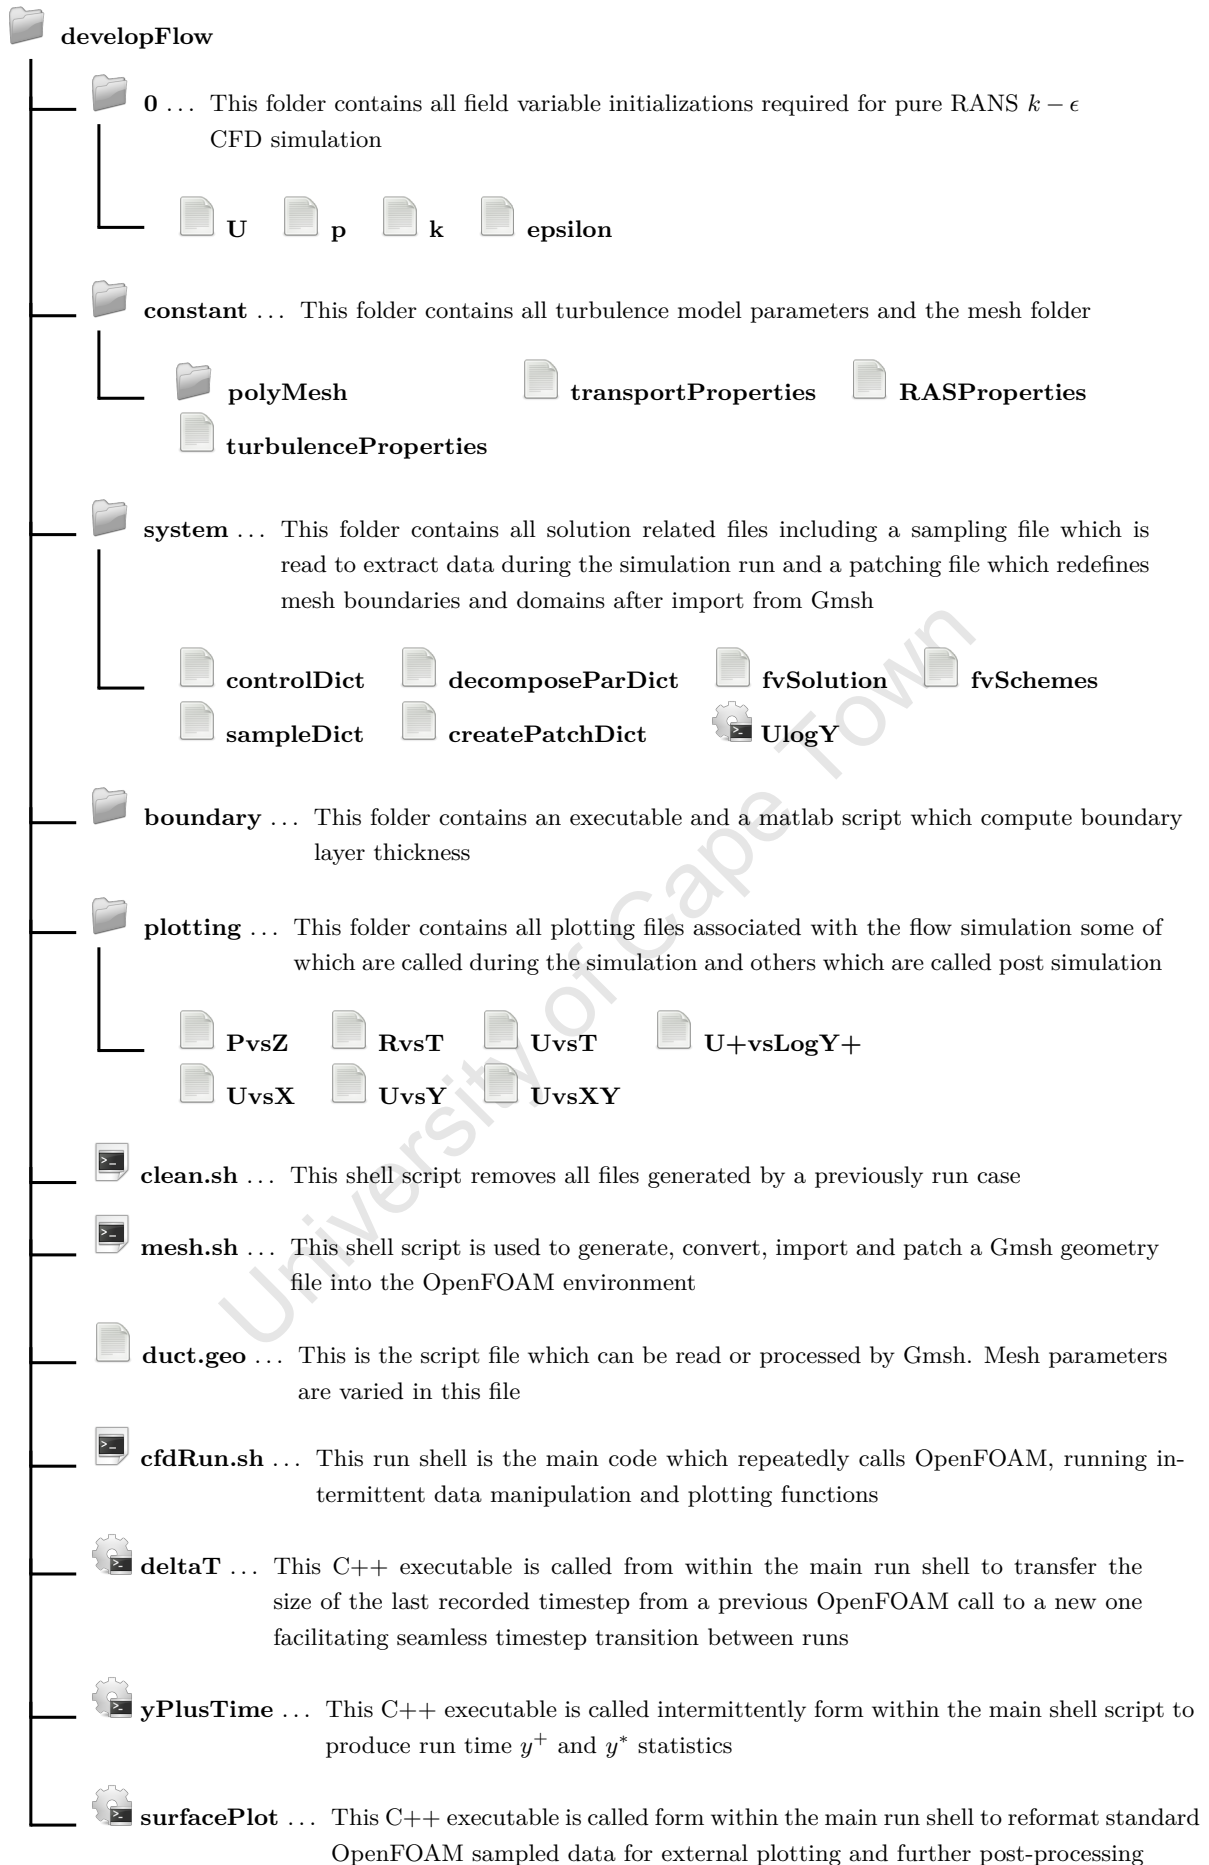 developFlow
0 ... This folder contains all field variable initializations required for pure RANS k − ϵ
CFD simulation
U p k epsilon
constant ... This folder contains all turbulence model parameters and the mesh folder
polyMesh transportProperties RASProperties
turbulenceProperties
system ... This folder contains all solution related files including a sampling file which is
read to extract data during the simulation run and a patching file which redefines
mesh boundaries and domains after import from Gmsh
controlDict decomposeParDict fvSolution fvSchemes
sampleDict createPatchDict UlogY
boundary ... This folder contains an executable and a matlab script which compute boundary
layer thickness
plotting ... This folder contains all plotting files associated with the flow simulation some of
which are called during the simulation and others which are called post simulation
PvsZ RvsT UvsT U+vsLogY+
UvsX UvsY UvsXY
clean.sh ... This shell script removes all files generated by a previously run case
mesh.sh ... This shell script is used to generate, convert, import and patch a Gmsh geometry
file into the OpenFOAM environment
duct.geo ... This is the script file which can be read or processed by Gmsh. Mesh parameters
are varied in this file
cfdRun.sh ... This run shell is the main code which repeatedly calls OpenFOAM, running in-
termittent data manipulation and plotting functions
deltaT ... This C++ executable is called from within the main run shell to transfer the
size of the last recorded timestep from a previous OpenFOAM call to a new one
facilitating seamless timestep transition between runs
yPlusTime ... This C++ executable is called intermittently form within the main shell script to
produce run time y⁺ and y* statistics
surfacePlot ... This C++ executable is called form within the main run shell to reformat standard
OpenFOAM sampled data for external plotting and further post-processing
University of Cape Town